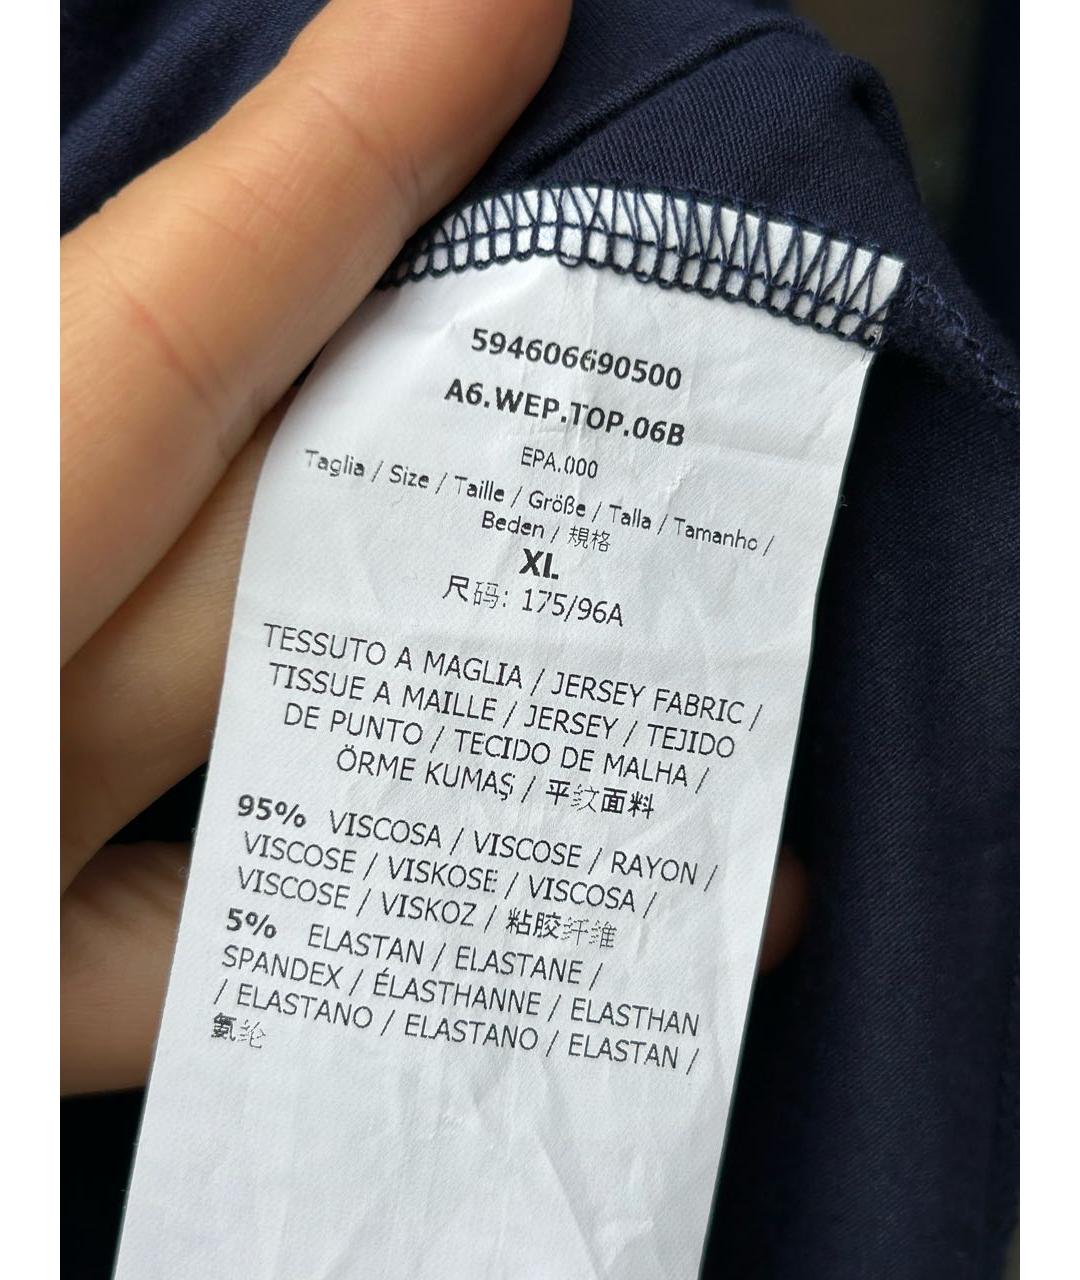 594606690500
A6.WEP.TOP.06B
EPA.000
Taglia / Size / Taille / Größe / Talla / Tamanho /
Beden / 規格
XL
尺码: 175/96A
TESSUTO A MAGLIA / JERSEY FABRIC /
TISSUE A MAILLE / JERSEY / TEJIDO
DE PUNTO / TECIDO DE MALHA /
ÖRME KUMAŞ / 平纹面料
95% VISCOSA / VISCOSE / RAYON /
VISCOSE / VISKOSE / VISCOSA /
VISCOSE / VISKOZ / 粘胶纤维
5% ELASTAN / ELASTANE /
SPANDEX / ÉLASTHANNE / ELASTHAN
/ ELASTANO / ELASTANO / ELASTAN /
氨纶